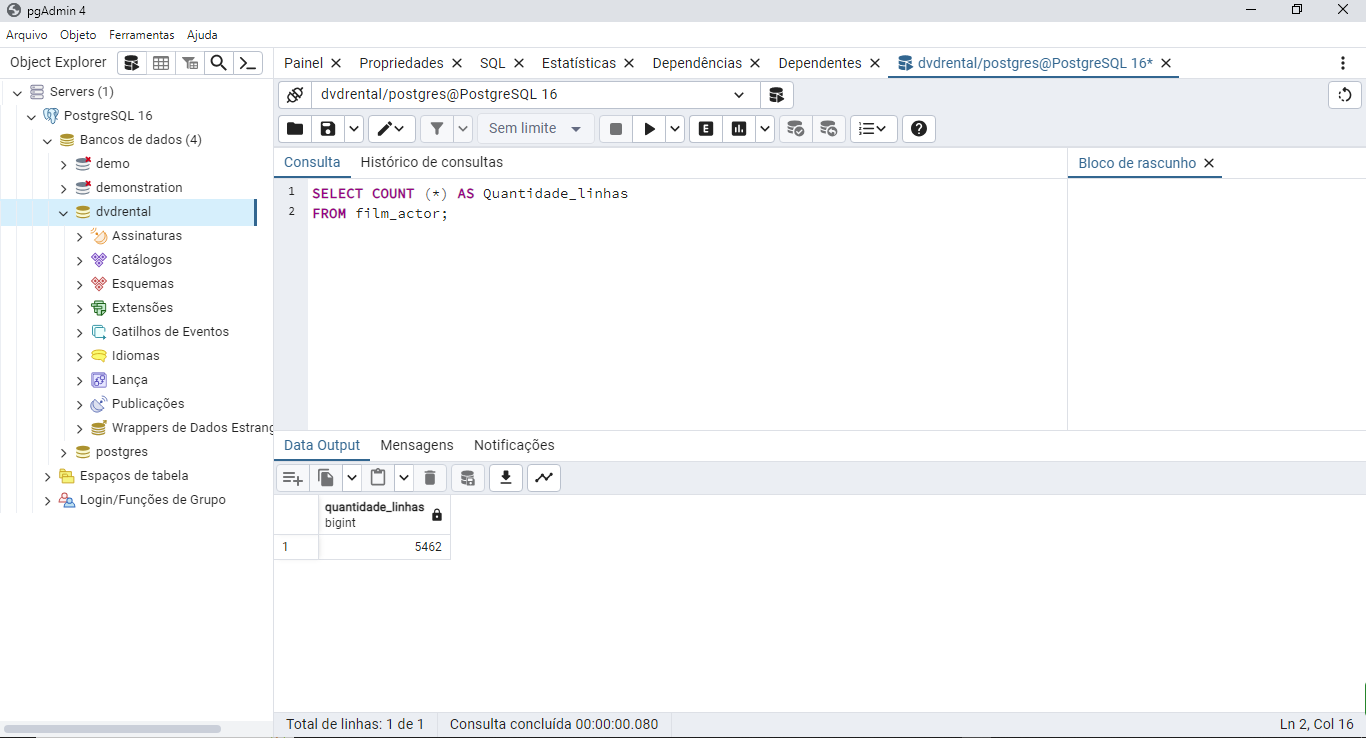 pgAdmin 4
Arquivo Objeto Ferramentas Ajuda
Object Explorer
Painel Propriedades SQL Estatísticas Dependências Dependentes dvdrental/postgres@PostgreSQL 16*
Servers (1)
PostgreSQL 16
Bancos de dados (4)
demo
demonstration
dvdrental
Assinaturas
Catálogos
Esquemas
Extensões
Gatilhos de Eventos
Idiomas
Lança
Publicações
Wrappers de Dados Estrang
postgres
Espaços de tabela
Login/Funções de Grupo
dvdrental/postgres@PostgreSQL 16
Sem limite
E
Consulta Histórico de consultas
Bloco de rascunho
1 SELECT COUNT (*) AS Quantidade_linhas
2 FROM film_actor;
Data Output Mensagens Notificações
quantidade_linhas
bigint
1 5462
Total de linhas: 1 de 1 Consulta concluída 00:00:00.080 Ln 2, Col 16